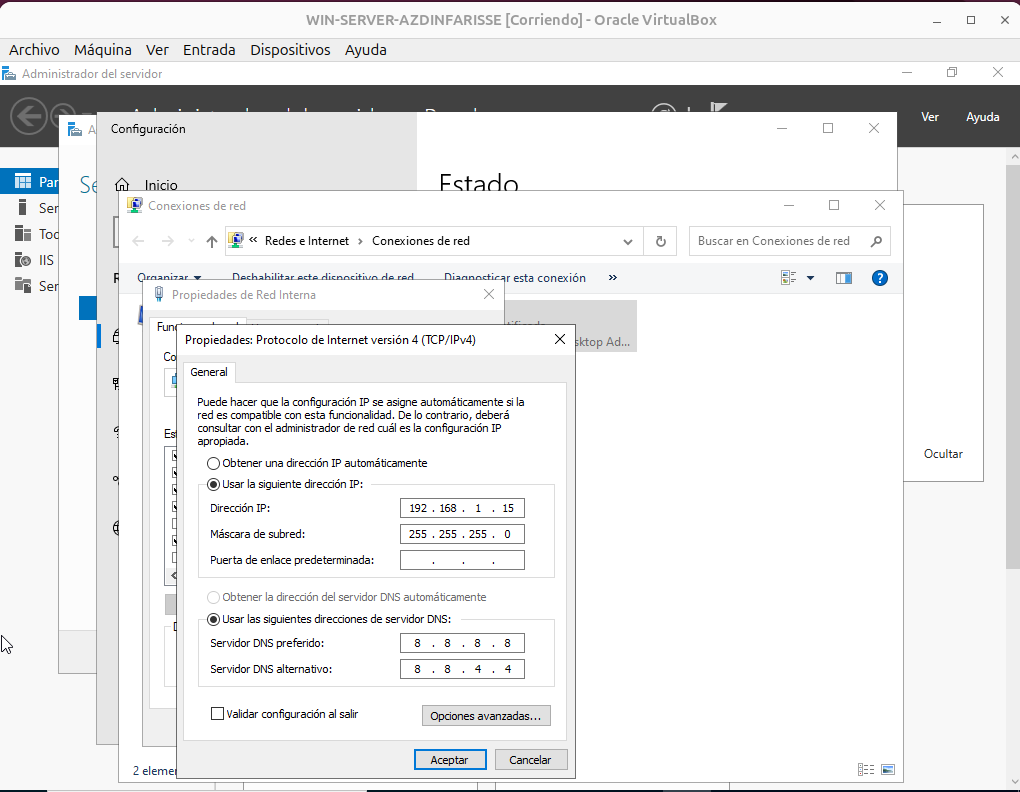 WIN-SERVER-AZDINFARISSE [Corriendo] - Oracle VirtualBox
Archivo Máquina Ver Entrada Dispositivos Ayuda
Administrador del servidor
Ver Ayuda
Configuración
Inicio
Estado
Par
Ser
Toc
IIS
Ser
Conexiones de red
« Redes e Internet > Conexiones de red
Buscar en Conexiones de red
Organizar Deshabilitar este dispositivo de red Diagnosticar esta conexión »
Propiedades de Red Interna
sktop Ad...
Propiedades: Protocolo de Internet versión 4 (TCP/IPv4)
General
Puede hacer que la configuración IP se asigne automáticamente si la
red es compatible con esta funcionalidad. De lo contrario, deberá
consultar con el administrador de red cuál es la configuración IP
apropiada.
Obtener una dirección IP automáticamente
Usar la siguiente dirección IP:
Dirección IP: 192 . 168 . 1 . 15
Máscara de subred: 255 . 255 . 255 . 0
Puerta de enlace predeterminada: . . .
Obtener la dirección del servidor DNS automáticamente
Usar las siguientes direcciones de servidor DNS:
Servidor DNS preferido: 8 . 8 . 8 . 8
Servidor DNS alternativo: 8 . 8 . 4 . 4
Validar configuración al salir
Opciones avanzadas...
Aceptar Cancelar
Ocultar
2 elemen